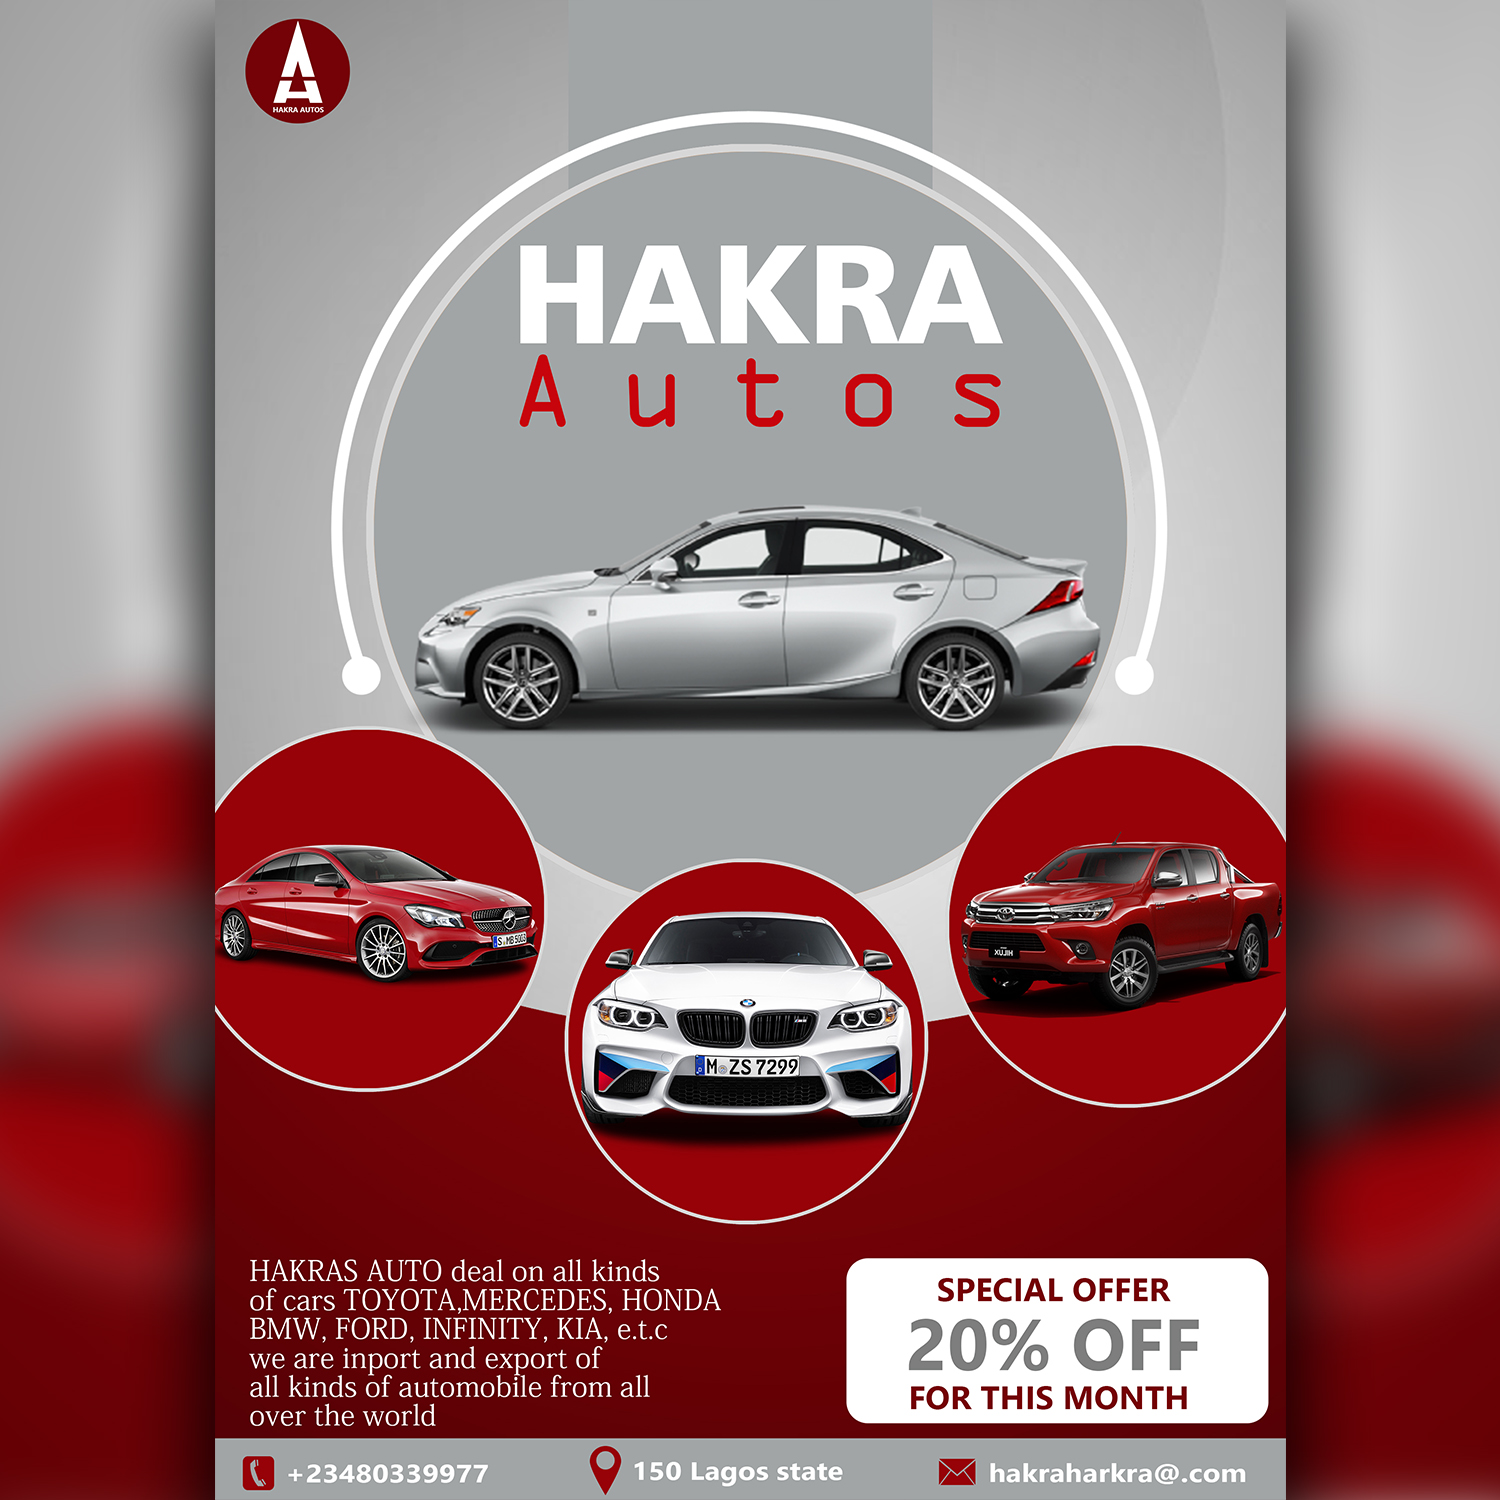 A
HAKRA AUTOS
HAKRA
Autos
S MB 5003
HILUX
M ZS 7299
HAKRAS AUTO deal on all kinds
of cars TOYOTA,MERCEDES, HONDA
BMW, FORD, INFINITY, KIA, e.t.c
we are inport and export of
all kinds of automobile from all
over the world
SPECIAL OFFER
20% OFF
FOR THIS MONTH
+23480339977
150 Lagos state
hakraharkra@.com